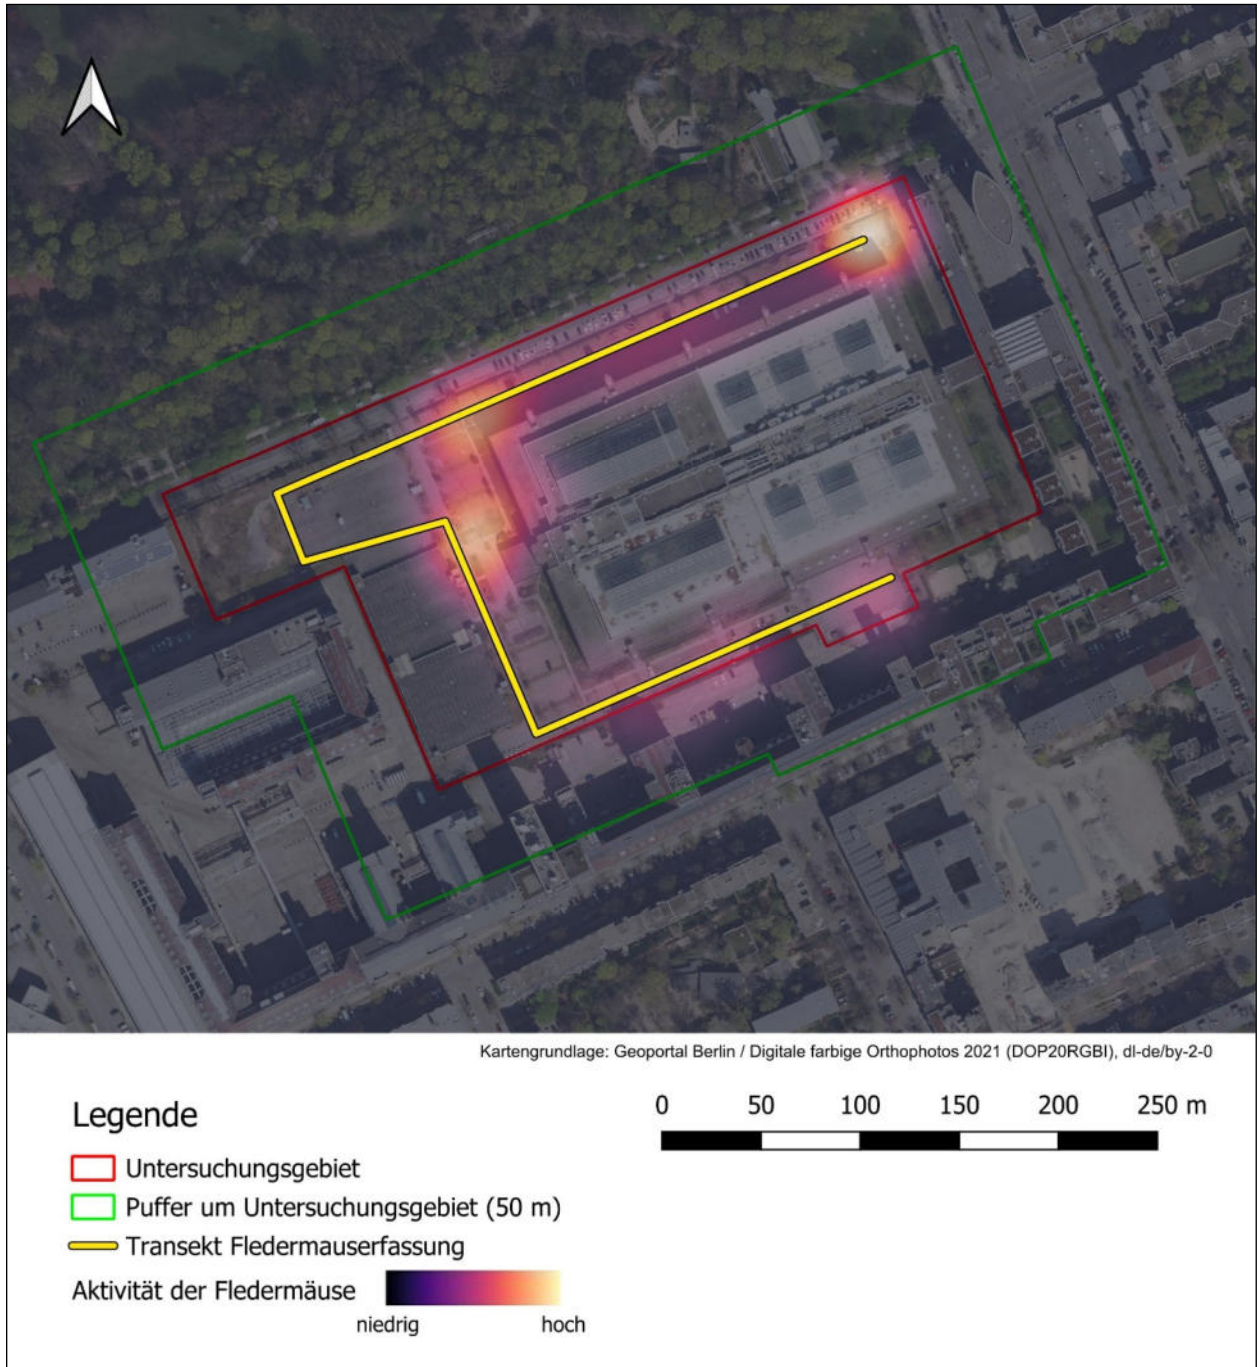 Kartengrundlage: Geoportal Berlin / Digitale farbige Orthophotos 2021 (DOP20RGBI), dl-de/by-2-0
Legende
Untersuchungsgebiet
Puffer um Untersuchungsgebiet (50 m)
Transekt Fledermauserfassung
Aktivität der Fledermäuse
niedrig hoch
0 50 100 150 200 250 m